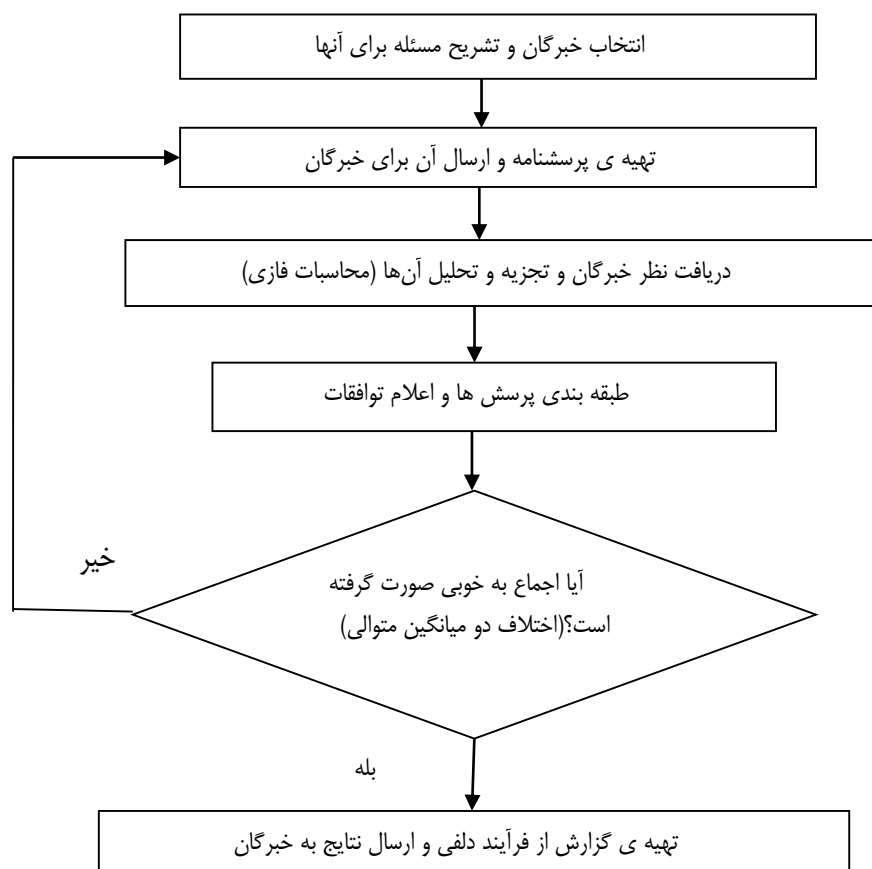 انتخاب خبرگان و تشریح مسئله برای آنها
تهیه ی پرسشنامه و ارسال آن برای خبرگان
دریافت نظر خبرگان و تجزیه و تحلیل آن‌ها (محاسبات فازی)
طبقه بندی پرسش ها و اعلام توافقات
خیر
آیا اجماع به خوبی صورت گرفته
است؟(اختلاف دو میانگین متوالی)
بله
تهیه ی گزارش از فرآیند دلفی و ارسال نتایج به خبرگان